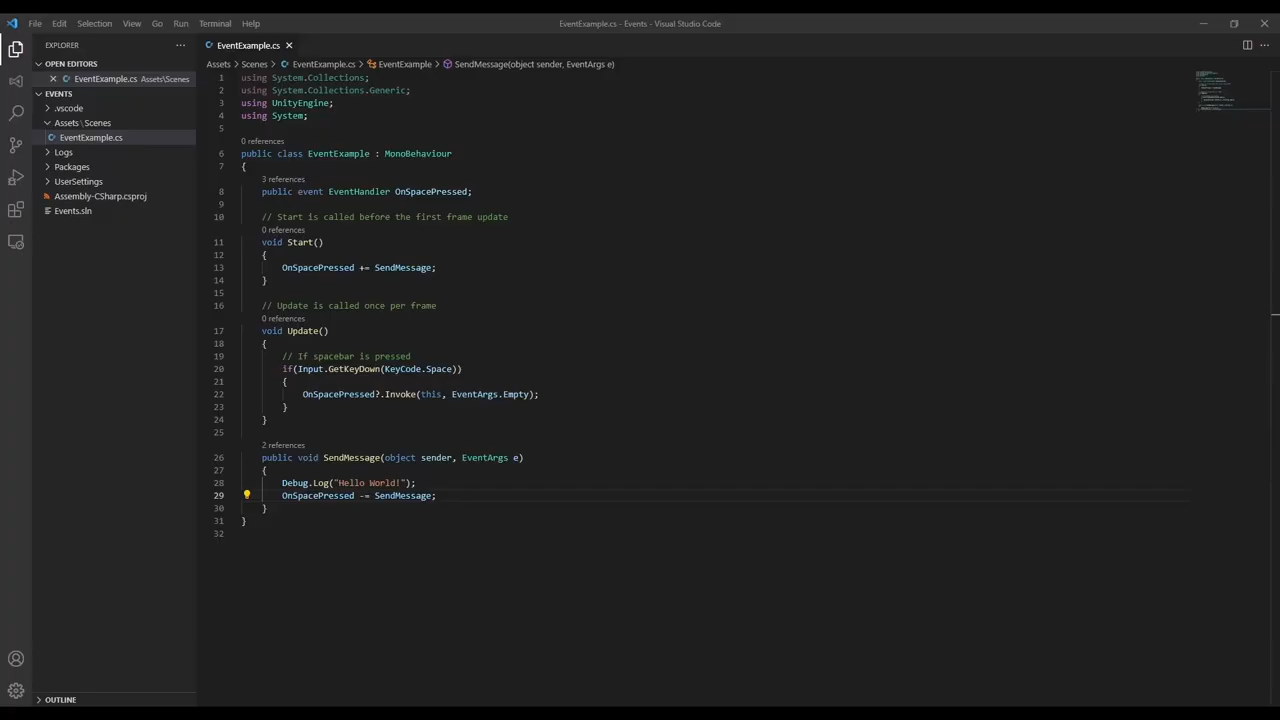 File Edit Selection View Go Run Terminal Help
EventExample.cs - Events - Visual Studio Code
EXPLORER
OPEN EDITORS
EventExample.cs Assets\Scenes
EVENTS
.vscode
Assets \ Scenes
EventExample.cs
Logs
Packages
UserSettings
Assembly-CSharp.csproj
Events.sln
OUTLINE
EventExample.cs
Assets > Scenes > EventExample.cs > EventExample > SendMessage(object sender, EventArgs e)
1 using System.Collections;
2 using System.Collections.Generic;
3 using UnityEngine;
4 using System;
5
0 references
6 public class EventExample : MonoBehaviour
7 {
3 references
8 public event EventHandler OnSpacePressed;
9
10 // Start is called before the first frame update
0 references
11 void Start()
12 {
13 OnSpacePressed += SendMessage;
14 }
15
16 // Update is called once per frame
0 references
17 void Update()
18 {
19 // If spacebar is pressed
20 if(Input.GetKeyDown(KeyCode.Space))
21 {
22 OnSpacePressed?.Invoke(this, EventArgs.Empty);
23 }
24 }
25
2 references
26 public void SendMessage(object sender, EventArgs e)
27 {
28 Debug.Log("Hello World!");
29 OnSpacePressed -= SendMessage;
30 }
31 }
32